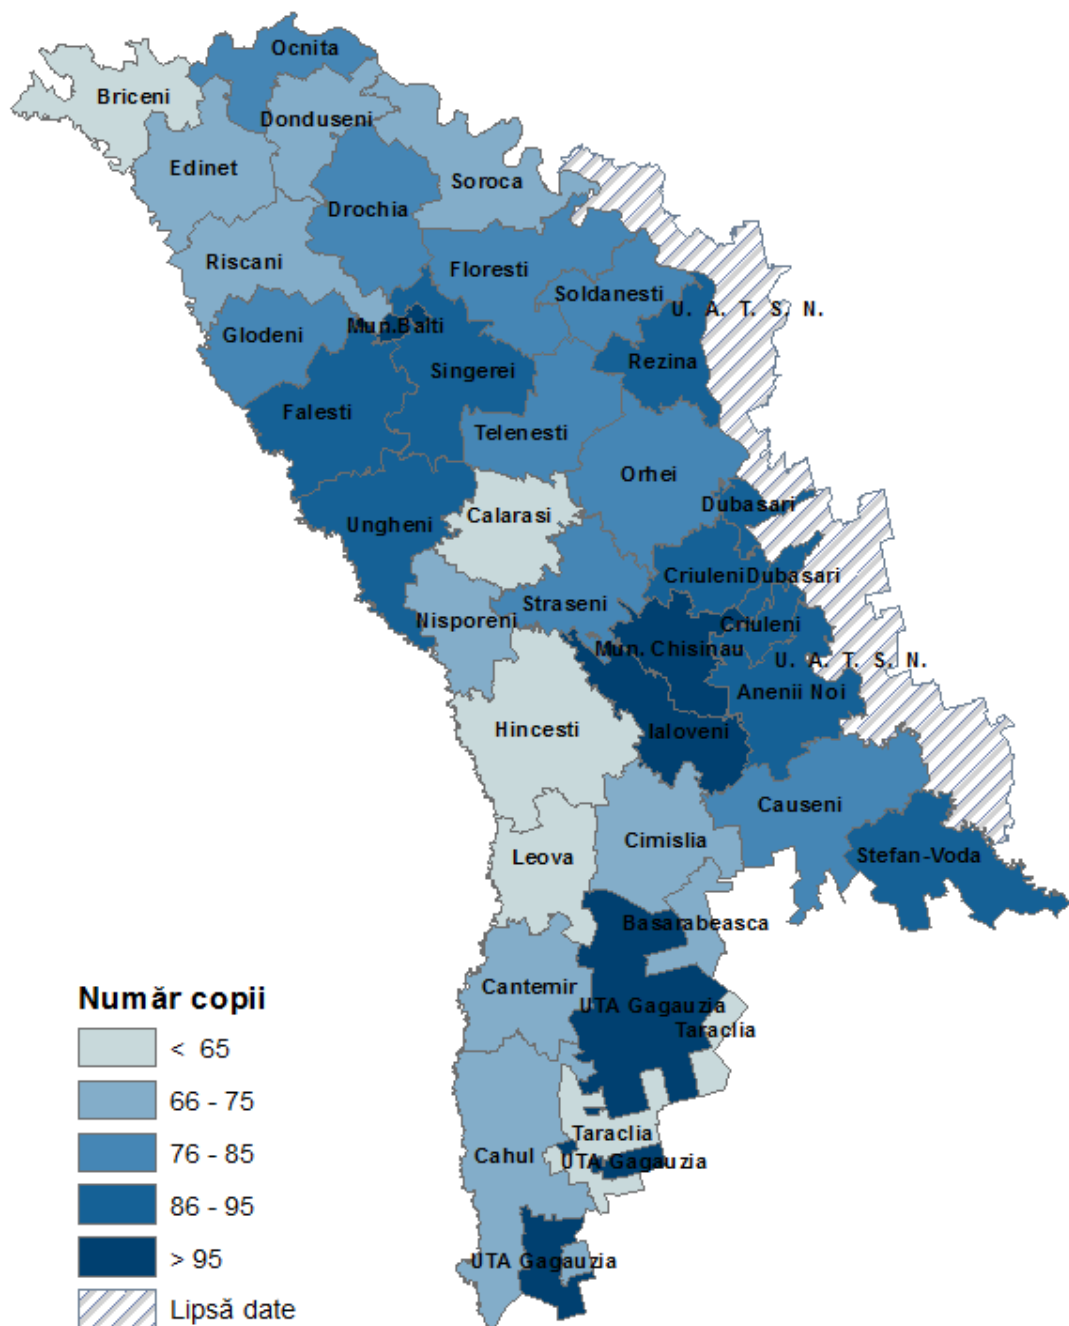 Ocnita
Briceni
Donduseni
Edinet
Soroca
Drochia
Riscani
Floresti
Soldanesti
U. A. T. S. N.
Mun.Balti
Glodeni
Rezina
Singerei
Falesti
Telenesti
Orhei
Dubasari
Calarasi
Ungheni
Criuleni
Dubasari
Straseni
Nisporeni
Criuleni
Mun. Chisinau
U. A. T. S. N.
Anenii Noi
Hincesti
Ialoveni
Causeni
Cimislia
Leova
Stefan-Voda
Basarabeasca
Cantemir
UTA Gagauzia
Taraclia
Taraclia
Cahul
UTA Gagauzia
UTA Gagauzia
Număr copii
< 65
66 - 75
76 - 85
86 - 95
> 95
Lipsă date